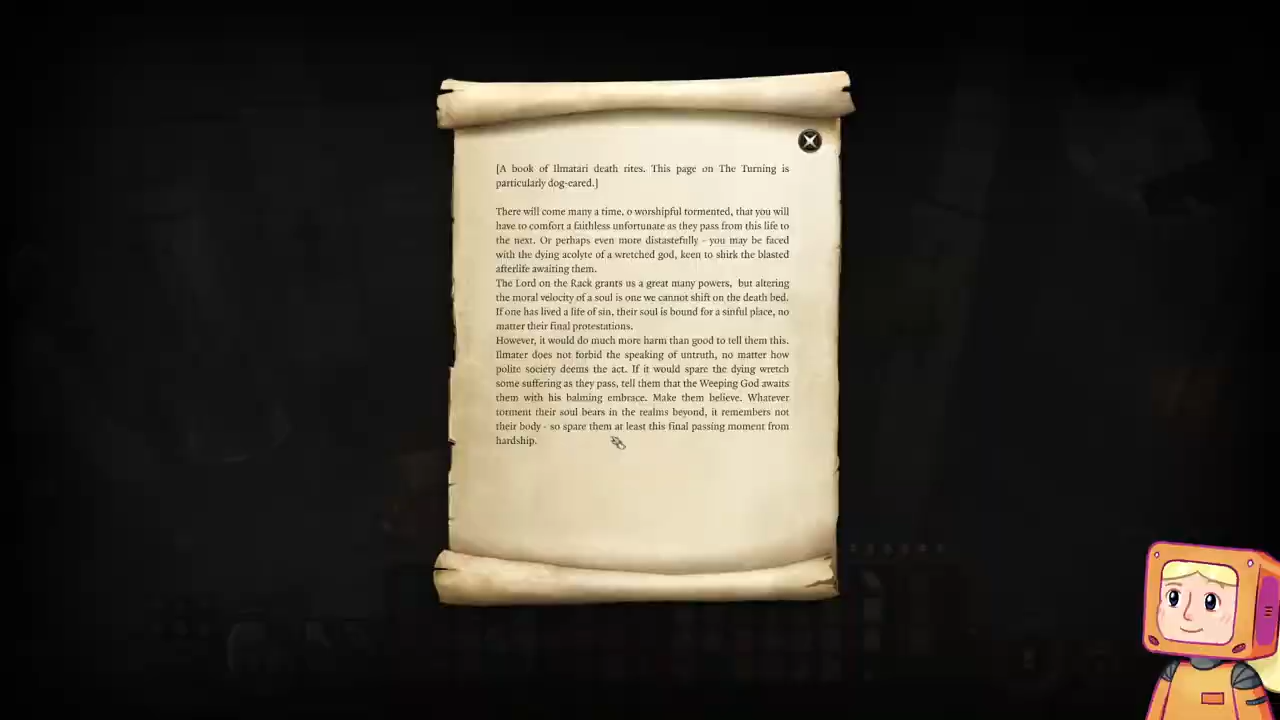 [A book of Ilmatari death rites. This page on The Turning is
particularly dog-eared.]
There will come many a time, o worshipful tormented, that you will
have to comfort a faithless unfortunate as they pass from this life to
the next. Or perhaps even more distastefully - you may be faced
with the dying acolyte of a wretched god, keen to shirk the blasted
afterlife awaiting them.
The Lord on the Rack grants us a great many powers, but altering
the moral velocity of a soul is one we cannot shift on the death bed.
If one has lived a life of sin, their soul is bound for a sinful place, no
matter their final protestations.
However, it would do much more harm than good to tell them this.
Ilmater does not forbid the speaking of untruth, no matter how
polite society deems the act. If it would spare the dying wretch
some suffering as they pass, tell them that the Weeping God awaits
them with his balming embrace. Make them believe. Whatever
torment their soul bears in the realms beyond, it remembers not
their body - so spare them at least this final passing moment from
hardship.